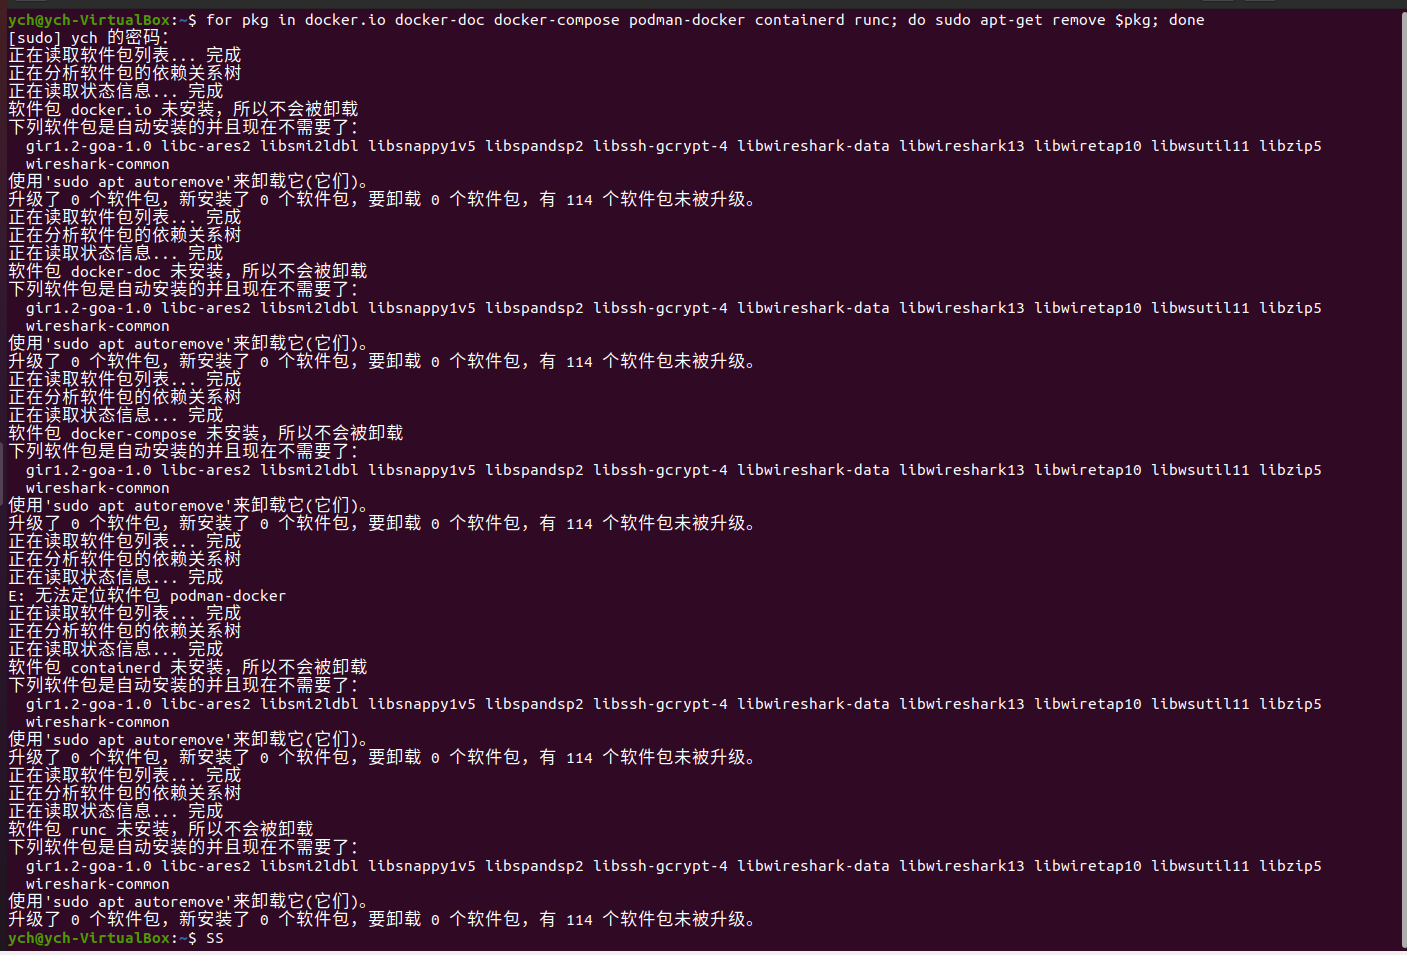 ych@ych-VirtualBox:~$ for pkg in docker.io docker-doc docker-compose podman-docker containerd runc; do sudo apt-get remove $pkg; done
[sudo] ych 的密码：
正在读取软件包列表... 完成
正在分析软件包的依赖关系树
正在读取状态信息... 完成
软件包 docker.io 未安装，所以不会被卸载
下列软件包是自动安装的并且现在不需要了：
  gir1.2-goa-1.0 libc-ares2 libsmi2ldbl libsnappy1v5 libspandsp2 libssh-gcrypt-4 libwireshark-data libwireshark13 libwiretap10 libwsutil11 libzip5
  wireshark-common
使用'sudo apt autoremove'来卸载它(它们)。
升级了 0 个软件包，新安装了 0 个软件包，要卸载 0 个软件包，有 114 个软件包未被升级。
正在读取软件包列表... 完成
正在分析软件包的依赖关系树
正在读取状态信息... 完成
软件包 docker-doc 未安装，所以不会被卸载
下列软件包是自动安装的并且现在不需要了：
  gir1.2-goa-1.0 libc-ares2 libsmi2ldbl libsnappy1v5 libspandsp2 libssh-gcrypt-4 libwireshark-data libwireshark13 libwiretap10 libwsutil11 libzip5
  wireshark-common
使用'sudo apt autoremove'来卸载它(它们)。
升级了 0 个软件包，新安装了 0 个软件包，要卸载 0 个软件包，有 114 个软件包未被升级。
正在读取软件包列表... 完成
正在分析软件包的依赖关系树
正在读取状态信息... 完成
软件包 docker-compose 未安装，所以不会被卸载
下列软件包是自动安装的并且现在不需要了：
  gir1.2-goa-1.0 libc-ares2 libsmi2ldbl libsnappy1v5 libspandsp2 libssh-gcrypt-4 libwireshark-data libwireshark13 libwiretap10 libwsutil11 libzip5
  wireshark-common
使用'sudo apt autoremove'来卸载它(它们)。
升级了 0 个软件包，新安装了 0 个软件包，要卸载 0 个软件包，有 114 个软件包未被升级。
正在读取软件包列表... 完成
正在分析软件包的依赖关系树
正在读取状态信息... 完成
E: 无法定位软件包 podman-docker
正在读取软件包列表... 完成
正在分析软件包的依赖关系树
正在读取状态信息... 完成
软件包 containerd 未安装，所以不会被卸载
下列软件包是自动安装的并且现在不需要了：
  gir1.2-goa-1.0 libc-ares2 libsmi2ldbl libsnappy1v5 libspandsp2 libssh-gcrypt-4 libwireshark-data libwireshark13 libwiretap10 libwsutil11 libzip5
  wireshark-common
使用'sudo apt autoremove'来卸载它(它们)。
升级了 0 个软件包，新安装了 0 个软件包，要卸载 0 个软件包，有 114 个软件包未被升级。
正在读取软件包列表... 完成
正在分析软件包的依赖关系树
正在读取状态信息... 完成
软件包 runc 未安装，所以不会被卸载
下列软件包是自动安装的并且现在不需要了：
  gir1.2-goa-1.0 libc-ares2 libsmi2ldbl libsnappy1v5 libspandsp2 libssh-gcrypt-4 libwireshark-data libwireshark13 libwiretap10 libwsutil11 libzip5
  wireshark-common
使用'sudo apt autoremove'来卸载它(它们)。
升级了 0 个软件包，新安装了 0 个软件包，要卸载 0 个软件包，有 114 个软件包未被升级。
ych@ych-VirtualBox:~$ SS